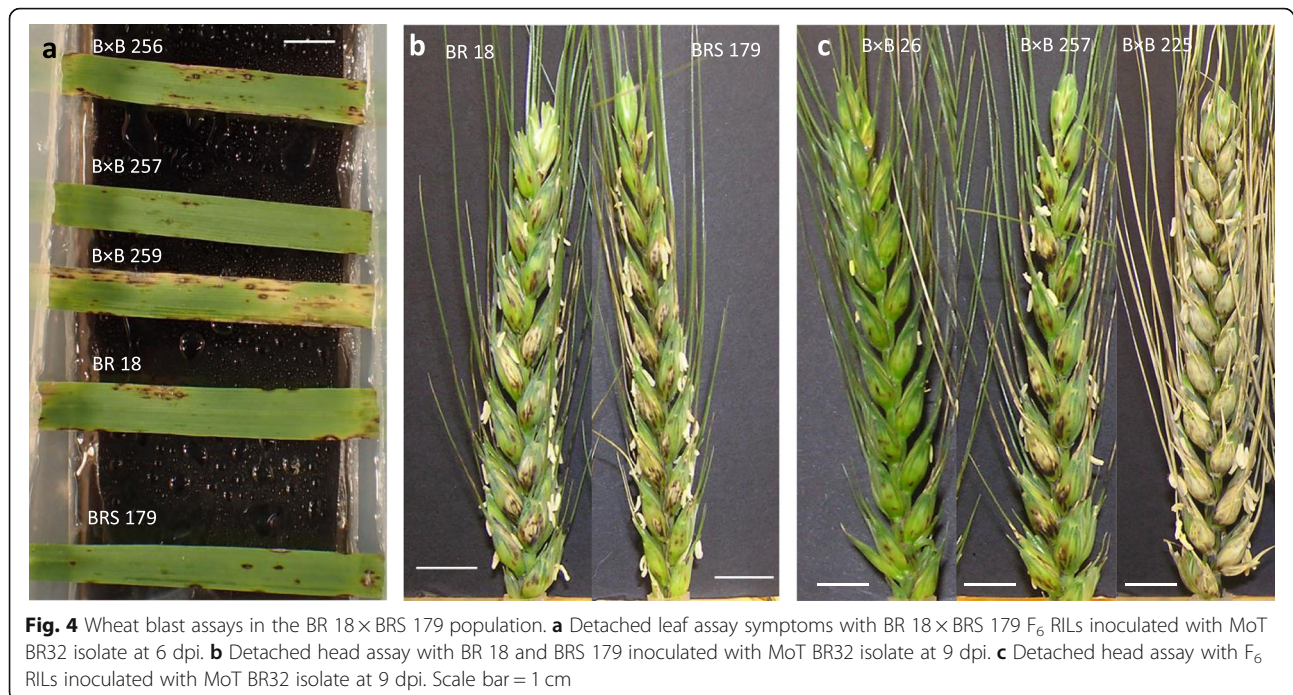 a
B×B 256
B×B 257
B×B 259
BR 18
BRS 179
b
BR 18
BRS 179
c
B×B 26
B×B 257
B×B 225
Fig. 4 Wheat blast assays in the BR 18 × BRS 179 population. a Detached leaf assay symptoms with BR 18 × BRS 179 F₆ RILs inoculated with MoT
BR32 isolate at 6 dpi. b Detached head assay with BR 18 and BRS 179 inoculated with MoT BR32 isolate at 9 dpi. c Detached head assay with F₆
RILs inoculated with MoT BR32 isolate at 9 dpi. Scale bar = 1 cm